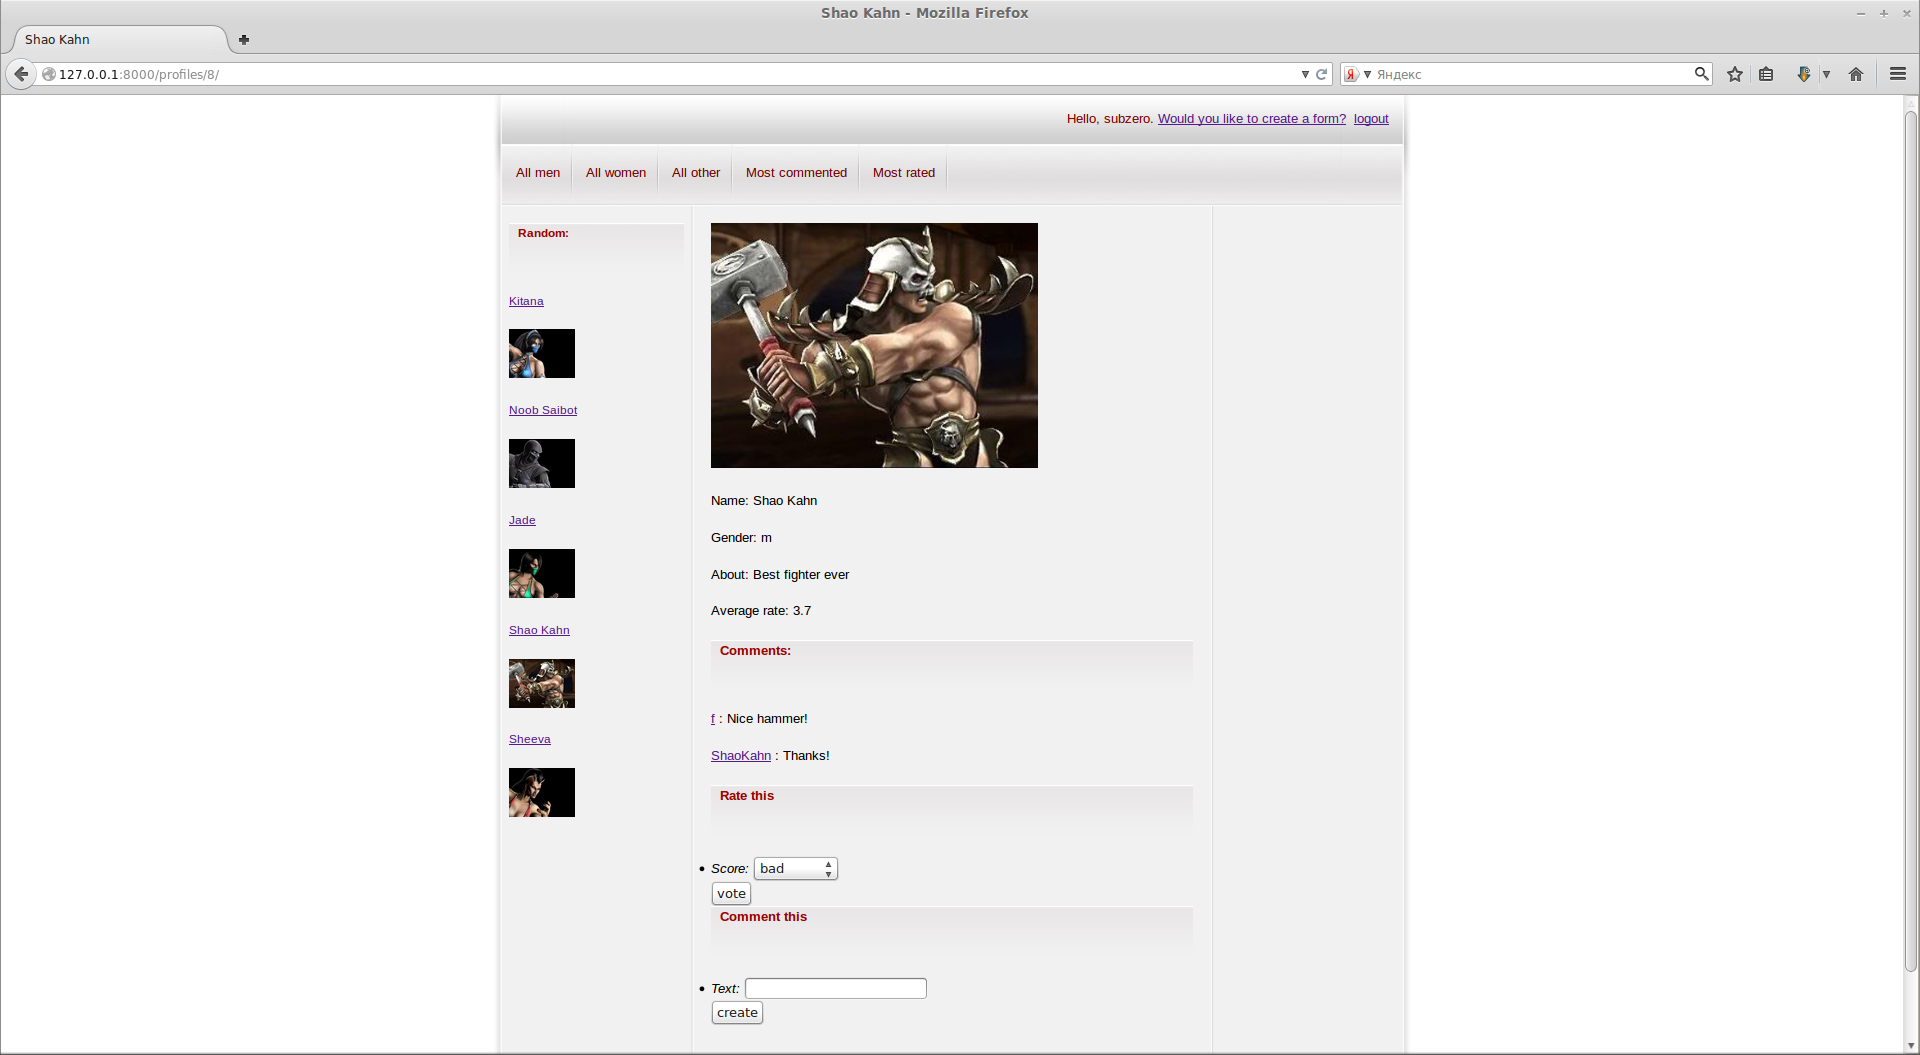 Shao Kahn - Mozilla Firefox
Shao Kahn
127.0.0.1:8000/profiles/8/
Яндекс
Hello, subzero. Would you like to create a form? logout
All men All women All other Most commented Most rated
Random:
Kitana
Noob Saibot
Jade
Shao Kahn
Sheeva
Name: Shao Kahn
Gender: m
About: Best fighter ever
Average rate: 3.7
Comments:
f : Nice hammer!
ShaoKahn : Thanks!
Rate this
Score: bad
vote
Comment this
Text:
create